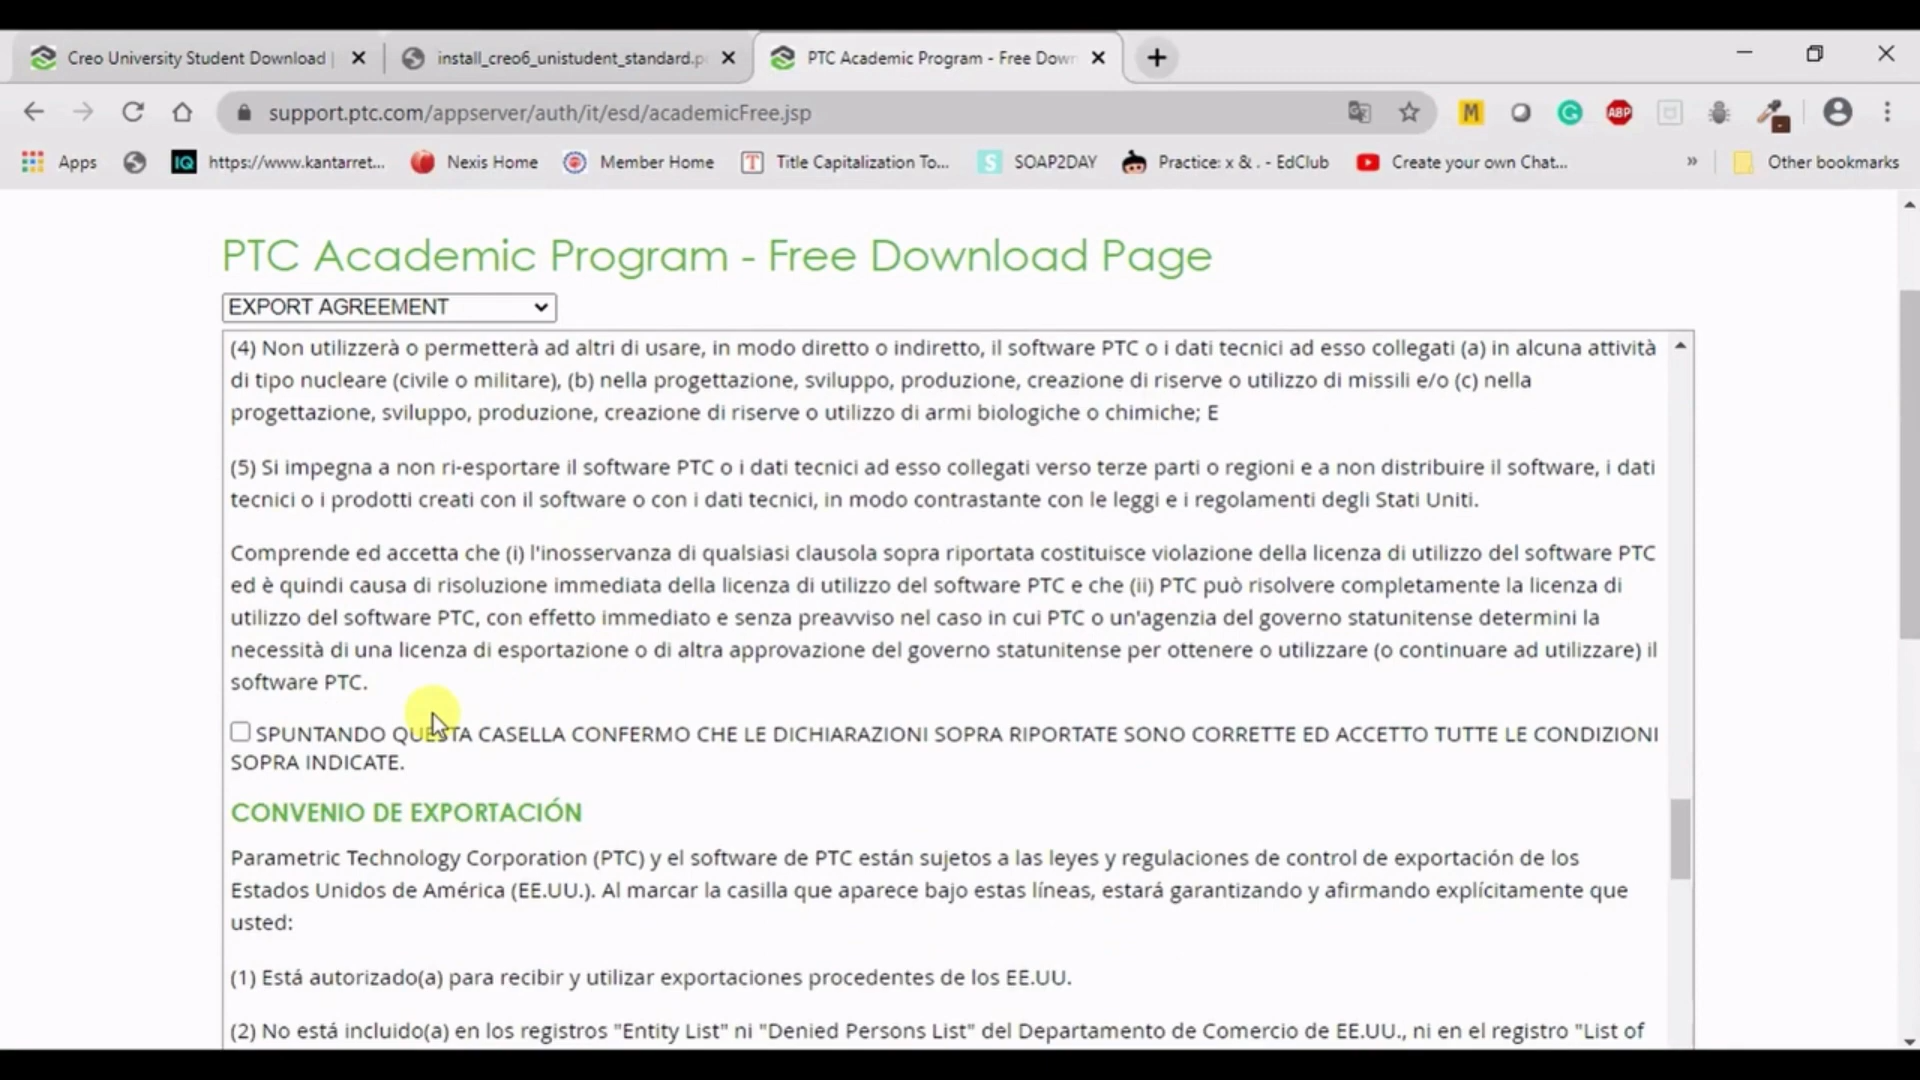 Creo University Student Download |
install_creo6_unistudent_standard.p
PTC Academic Program - Free Down
support.ptc.com/appserver/auth/it/esd/academicFree.jsp
M
G
ABP
Apps
IQ
https://www.kantarret...
Nexis Home
Member Home
T
Title Capitalization To...
S
SOAP2DAY
Practice: x & . - EdClub
Create your own Chat...
»
Other bookmarks
PTC Academic Program - Free Download Page
EXPORT AGREEMENT
(4) Non utilizzerà o permetterà ad altri di usare, in modo diretto o indiretto, il software PTC o i dati tecnici ad esso collegati (a) in alcuna attività
di tipo nucleare (civile o militare), (b) nella progettazione, sviluppo, produzione, creazione di riserve o utilizzo di missili e/o (c) nella
progettazione, sviluppo, produzione, creazione di riserve o utilizzo di armi biologiche o chimiche; E
(5) Si impegna a non ri-esportare il software PTC o i dati tecnici ad esso collegati verso terze parti o regioni e a non distribuire il software, i dati
tecnici o i prodotti creati con il software o con i dati tecnici, in modo contrastante con le leggi e i regolamenti degli Stati Uniti.
Comprende ed accetta che (i) l'inosservanza di qualsiasi clausola sopra riportata costituisce violazione della licenza di utilizzo del software PTC
ed è quindi causa di risoluzione immediata della licenza di utilizzo del software PTC e che (ii) PTC può risolvere completamente la licenza di
utilizzo del software PTC, con effetto immediato e senza preavviso nel caso in cui PTC o un'agenzia del governo statunitense determini la
necessità di una licenza di esportazione o di altra approvazione del governo statunitense per ottenere o utilizzare (o continuare ad utilizzare) il
software PTC.
SPUNTANDO QUESTA CASELLA CONFERMO CHE LE DICHIARAZIONI SOPRA RIPORTATE SONO CORRETTE ED ACCETTO TUTTE LE CONDIZIONI
SOPRA INDICATE.
CONVENIO DE EXPORTACIÓN
Parametric Technology Corporation (PTC) y el software de PTC están sujetos a las leyes y regulaciones de control de exportación de los
Estados Unidos de América (EE.UU.). Al marcar la casilla que aparece bajo estas líneas, estará garantizando y afirmando explícitamente que
usted:
(1) Está autorizado(a) para recibir y utilizar exportaciones procedentes de los EE.UU.
(2) No está incluido(a) en los registros "Entity List" ni "Denied Persons List" del Departamento de Comercio de EE.UU., ni en el registro "List of